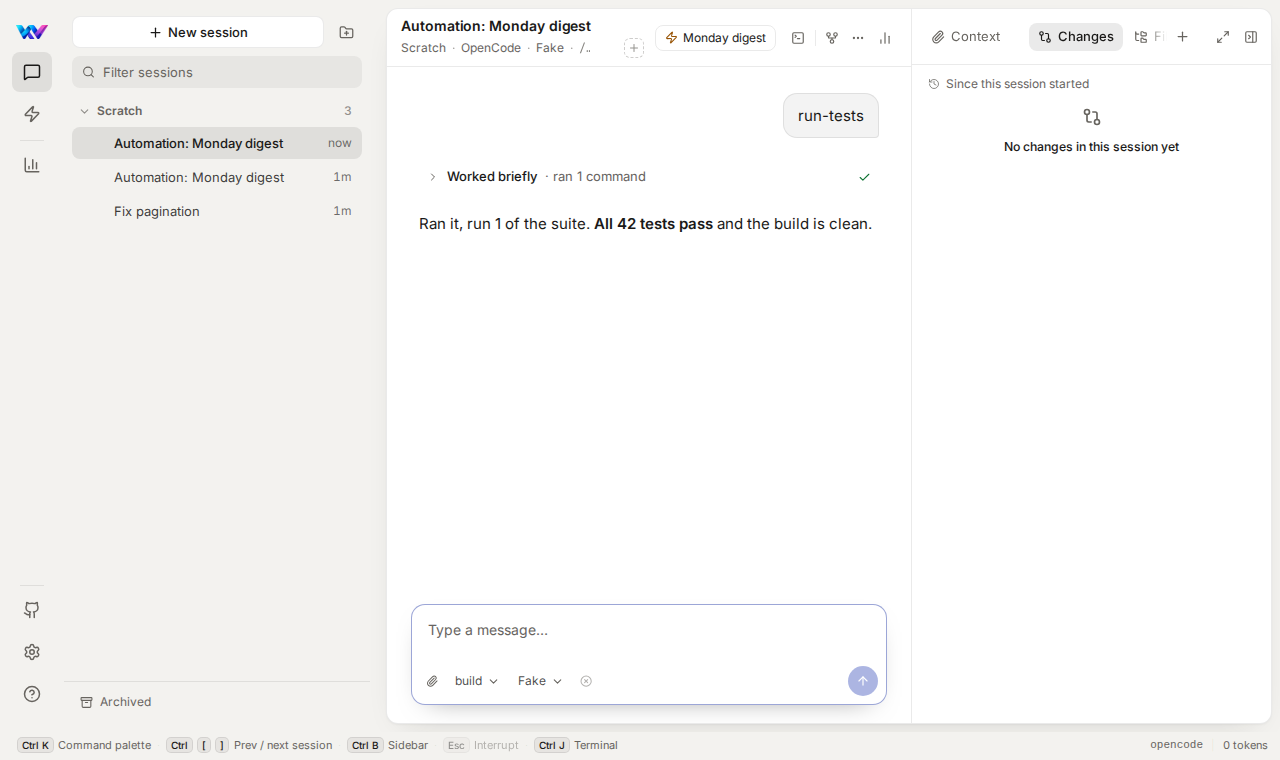 New session
Filter sessions
Scratch 3
Automation: Monday digest now
Automation: Monday digest 1m
Fix pagination 1m
Archived
Automation: Monday digest
Scratch · OpenCode · Fake · /..
Monday digest
run-tests
Worked briefly · ran 1 command
Ran it, run 1 of the suite. All 42 tests pass and the build is clean.
Type a message...
build
Fake
Context
Changes
Since this session started
No changes in this session yet
Ctrl K Command palette
Ctrl [ ] Prev / next session
Ctrl B Sidebar
Esc Interrupt
Ctrl J Terminal
opencode
0 tokens